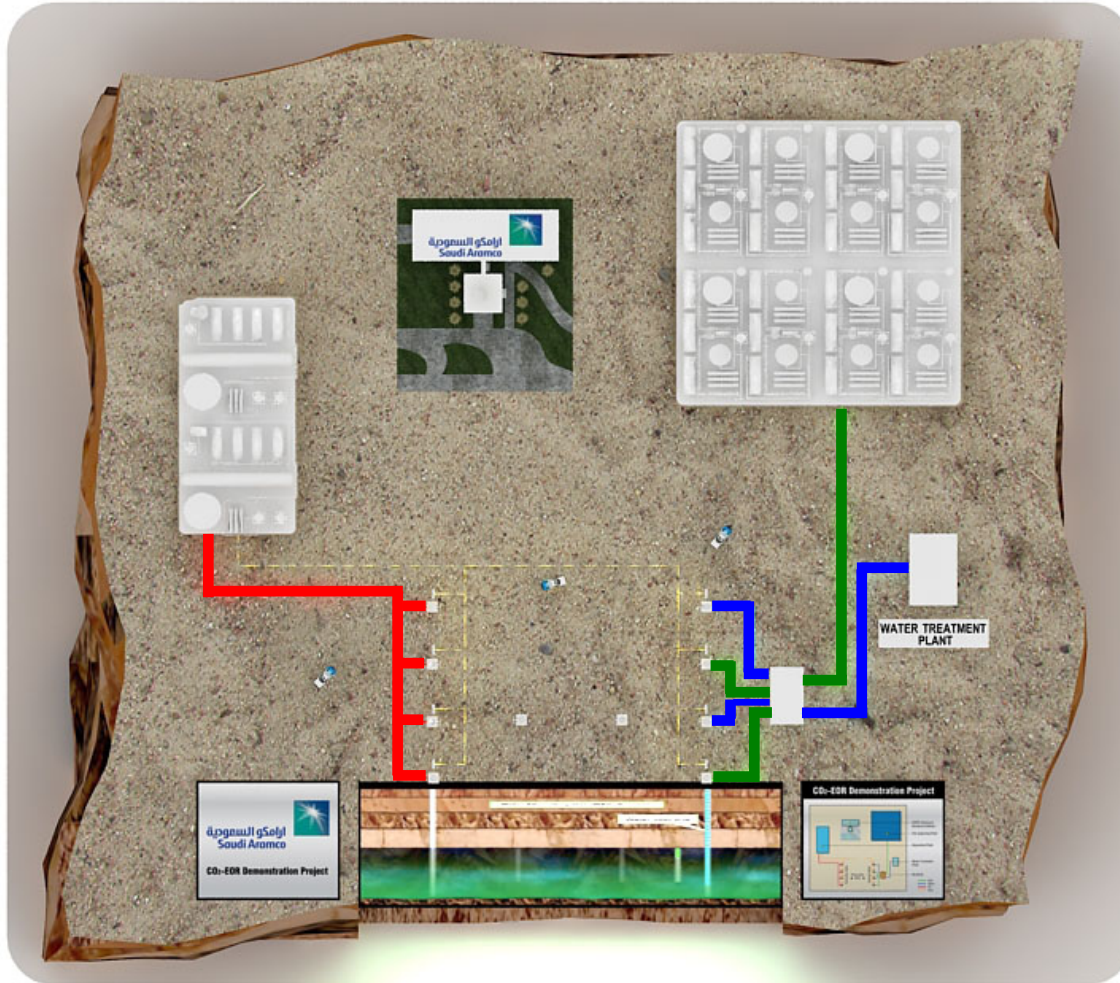 ارامكو السعودية
Saudi Aramco
WATER TREATMENT
PLANT
ارامكو السعودية
Saudi Aramco
CO₂-EOR Demonstration Project
CO₂-EOR Demonstration Project